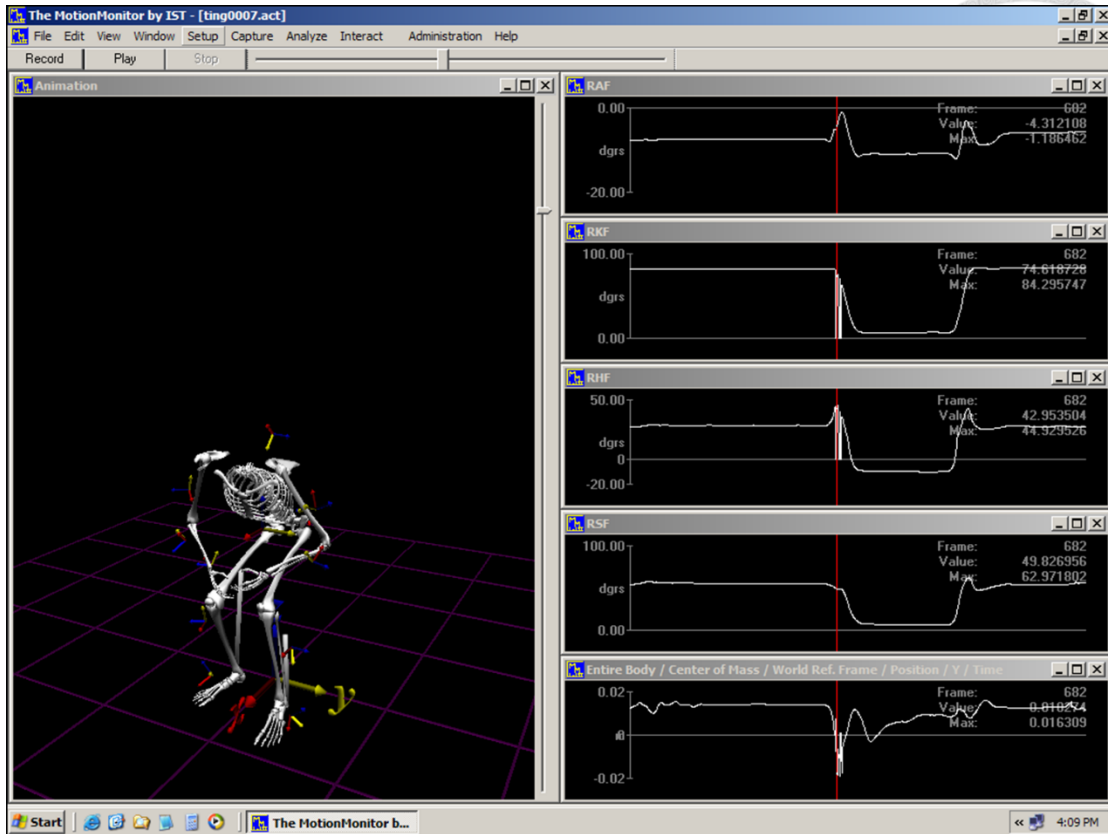 The MotionMonitor by IST - [ting0007.act]
File Edit View Window Setup Capture Analyze Interact Administration Help
Record Play Stop
Animation
y
RAF
0.00
dgrs
-20.00
Frame: 682
Value: -4.312108
Max: -1.186462
RKF
100.00
dgrs
0.00
Frame: 682
Value: 74.618728
Max: 84.295747
RHF
50.00
dgrs
0
-20.00
Frame: 682
Value: 42.953504
Max: 44.929526
RSF
100.00
dgrs
0.00
Frame: 682
Value: 49.826956
Max: 62.971802
Entire Body / Center of Mass / World Ref. Frame / Position / Y / Time
0.02
-0.02
Frame: 682
Value: 0.010274
Max: 0.016309
Start
The MotionMonitor b...
4:09 PM